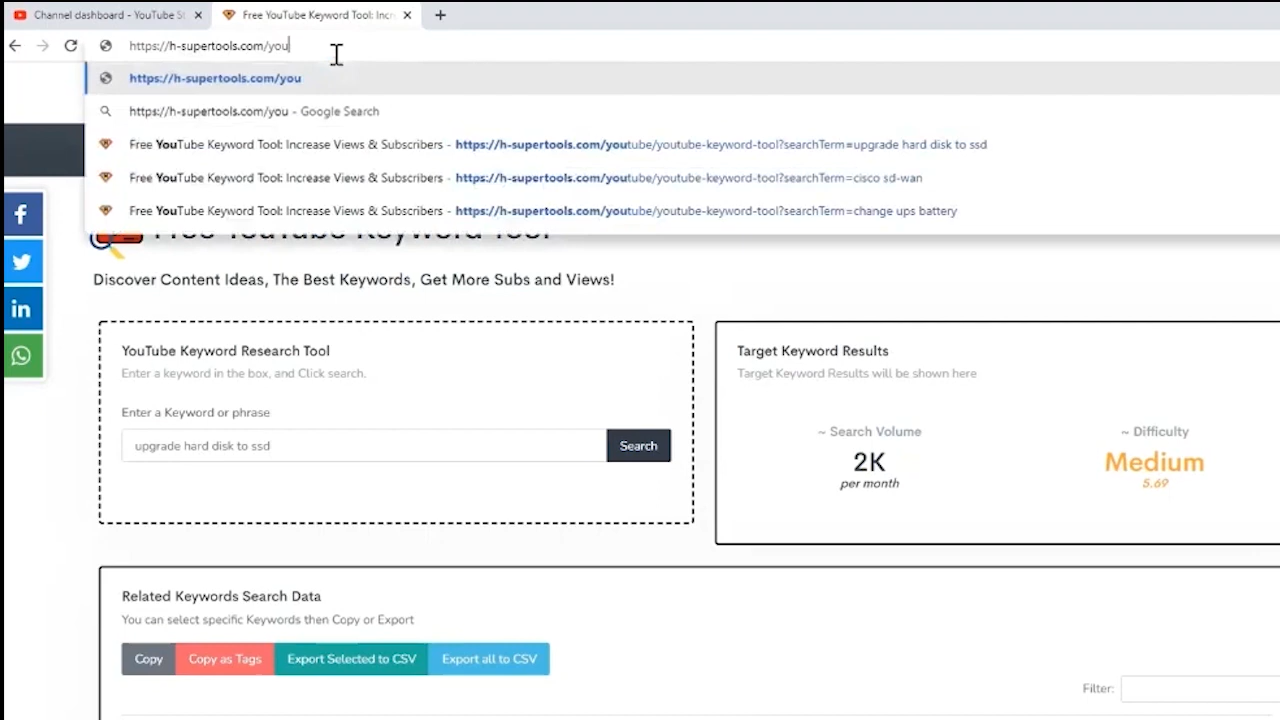 Channel dashboard - YouTube St
Free YouTube Keyword Tool: Incr
https://h-supertools.com/you
https://h-supertools.com/you
https://h-supertools.com/you - Google Search
Free YouTube Keyword Tool: Increase Views & Subscribers - https://h-supertools.com/youtube/youtube-keyword-tool?searchTerm=upgrade hard disk to ssd
Free YouTube Keyword Tool: Increase Views & Subscribers - https://h-supertools.com/youtube/youtube-keyword-tool?searchTerm=cisco sd-wan
Free YouTube Keyword Tool: Increase Views & Subscribers - https://h-supertools.com/youtube/youtube-keyword-tool?searchTerm=change ups battery
Free YouTube Keyword Tool
Discover Content Ideas, The Best Keywords, Get More Subs and Views!
YouTube Keyword Research Tool
Enter a keyword in the box, and Click search.
Enter a Keyword or phrase
upgrade hard disk to ssd
Search
Target Keyword Results
Target Keyword Results will be shown here
~ Search Volume
2K
per month
~ Difficulty
Medium
5.69
Related Keywords Search Data
You can select specific Keywords then Copy or Export
Copy
Copy as Tags
Export Selected to CSV
Export all to CSV
Filter: